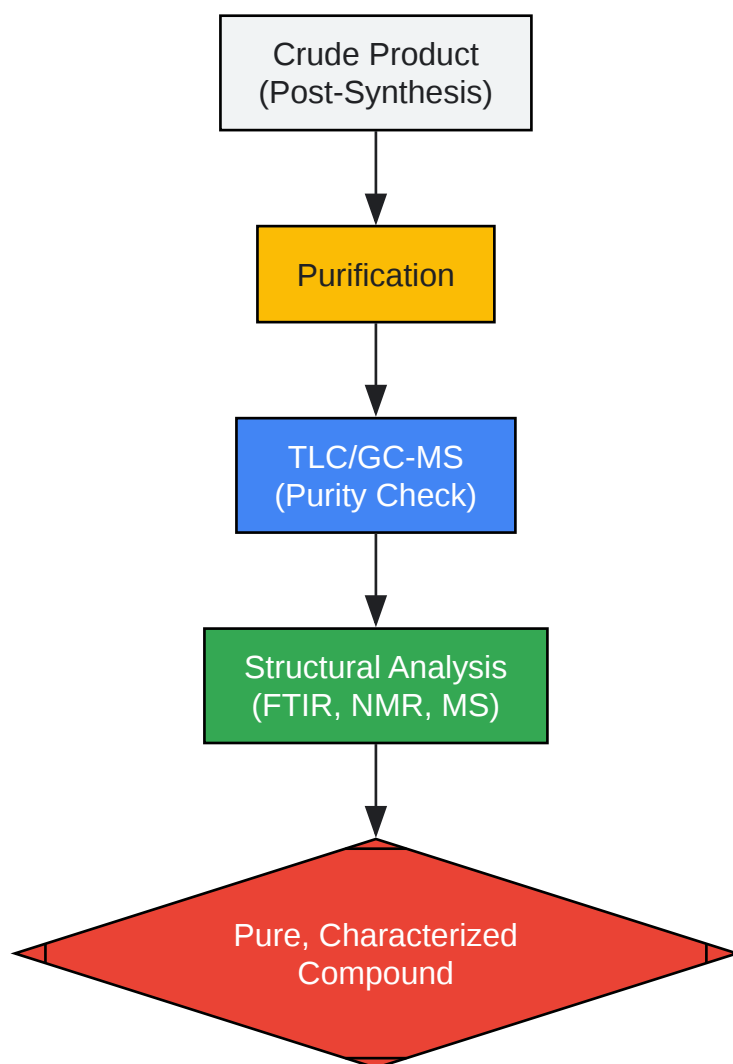 Crude Product
(Post-Synthesis)
Purification
TLC/GC-MS
(Purity Check)
Structural Analysis
(FTIR, NMR, MS)
Pure, Characterized
Compound